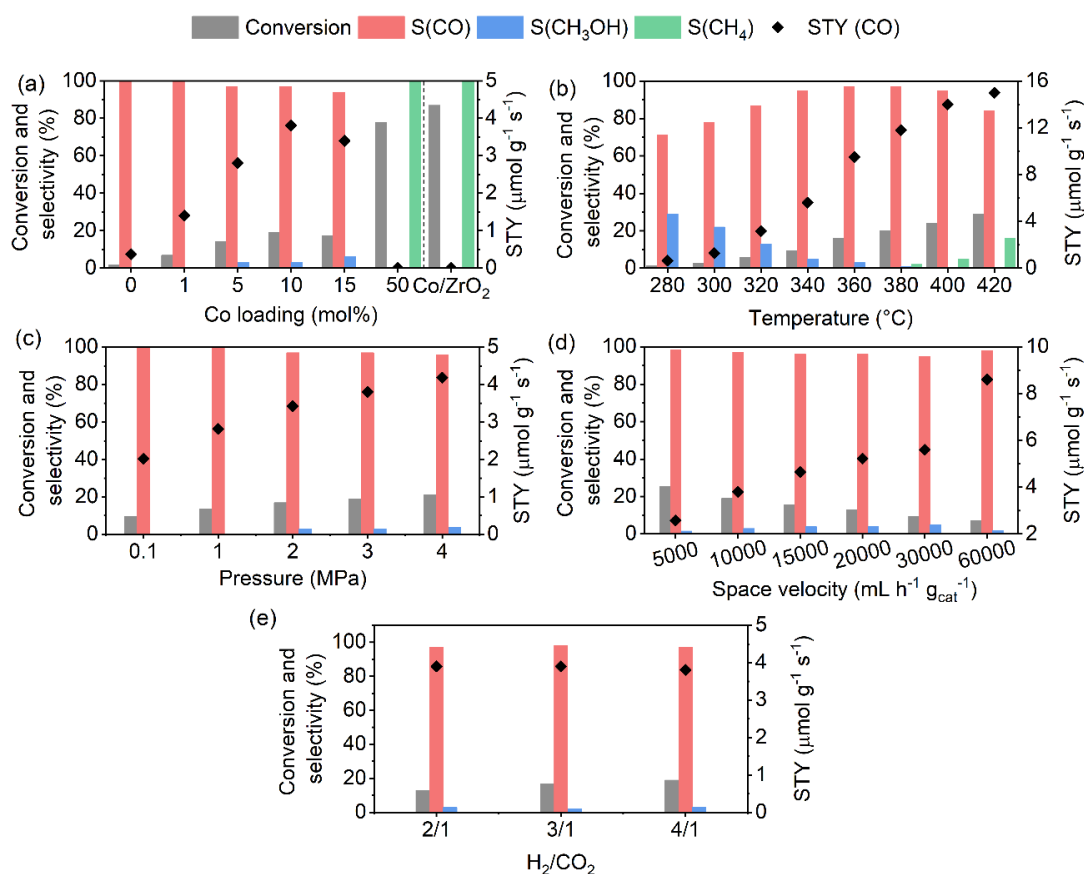 Conversion S(CO) S(CH₃OH) S(CH₄) STY (CO)
(a)
Conversion and selectivity (%)
100
80
60
40
20
0
5
4
3
2
1
0
STY (μmol g⁻¹ s⁻¹)
0 1 5 10 15 50 Co/ZrO₂
Co loading (mol%)
(b)
Conversion and selectivity (%)
100
80
60
40
20
0
16
12
8
4
0
STY (μmol g⁻¹ s⁻¹)
280 300 320 340 360 380 400 420
Temperature (°C)
(c)
Conversion and selectivity (%)
100
80
60
40
20
0
5
4
3
2
1
0
STY (μmol g⁻¹ s⁻¹)
0.1 1 2 3 4
Pressure (MPa)
(d)
Conversion and selectivity (%)
100
80
60
40
20
0
10
8
6
4
2
STY (μmol g⁻¹ s⁻¹)
5000 10000 15000 20000 30000 60000
Space velocity (mL h⁻¹ g_cat⁻¹)
(e)
Conversion and selectivity (%)
100
80
60
40
20
0
5
4
3
2
1
0
STY (μmol g⁻¹ s⁻¹)
2/1 3/1 4/1
H₂/CO₂